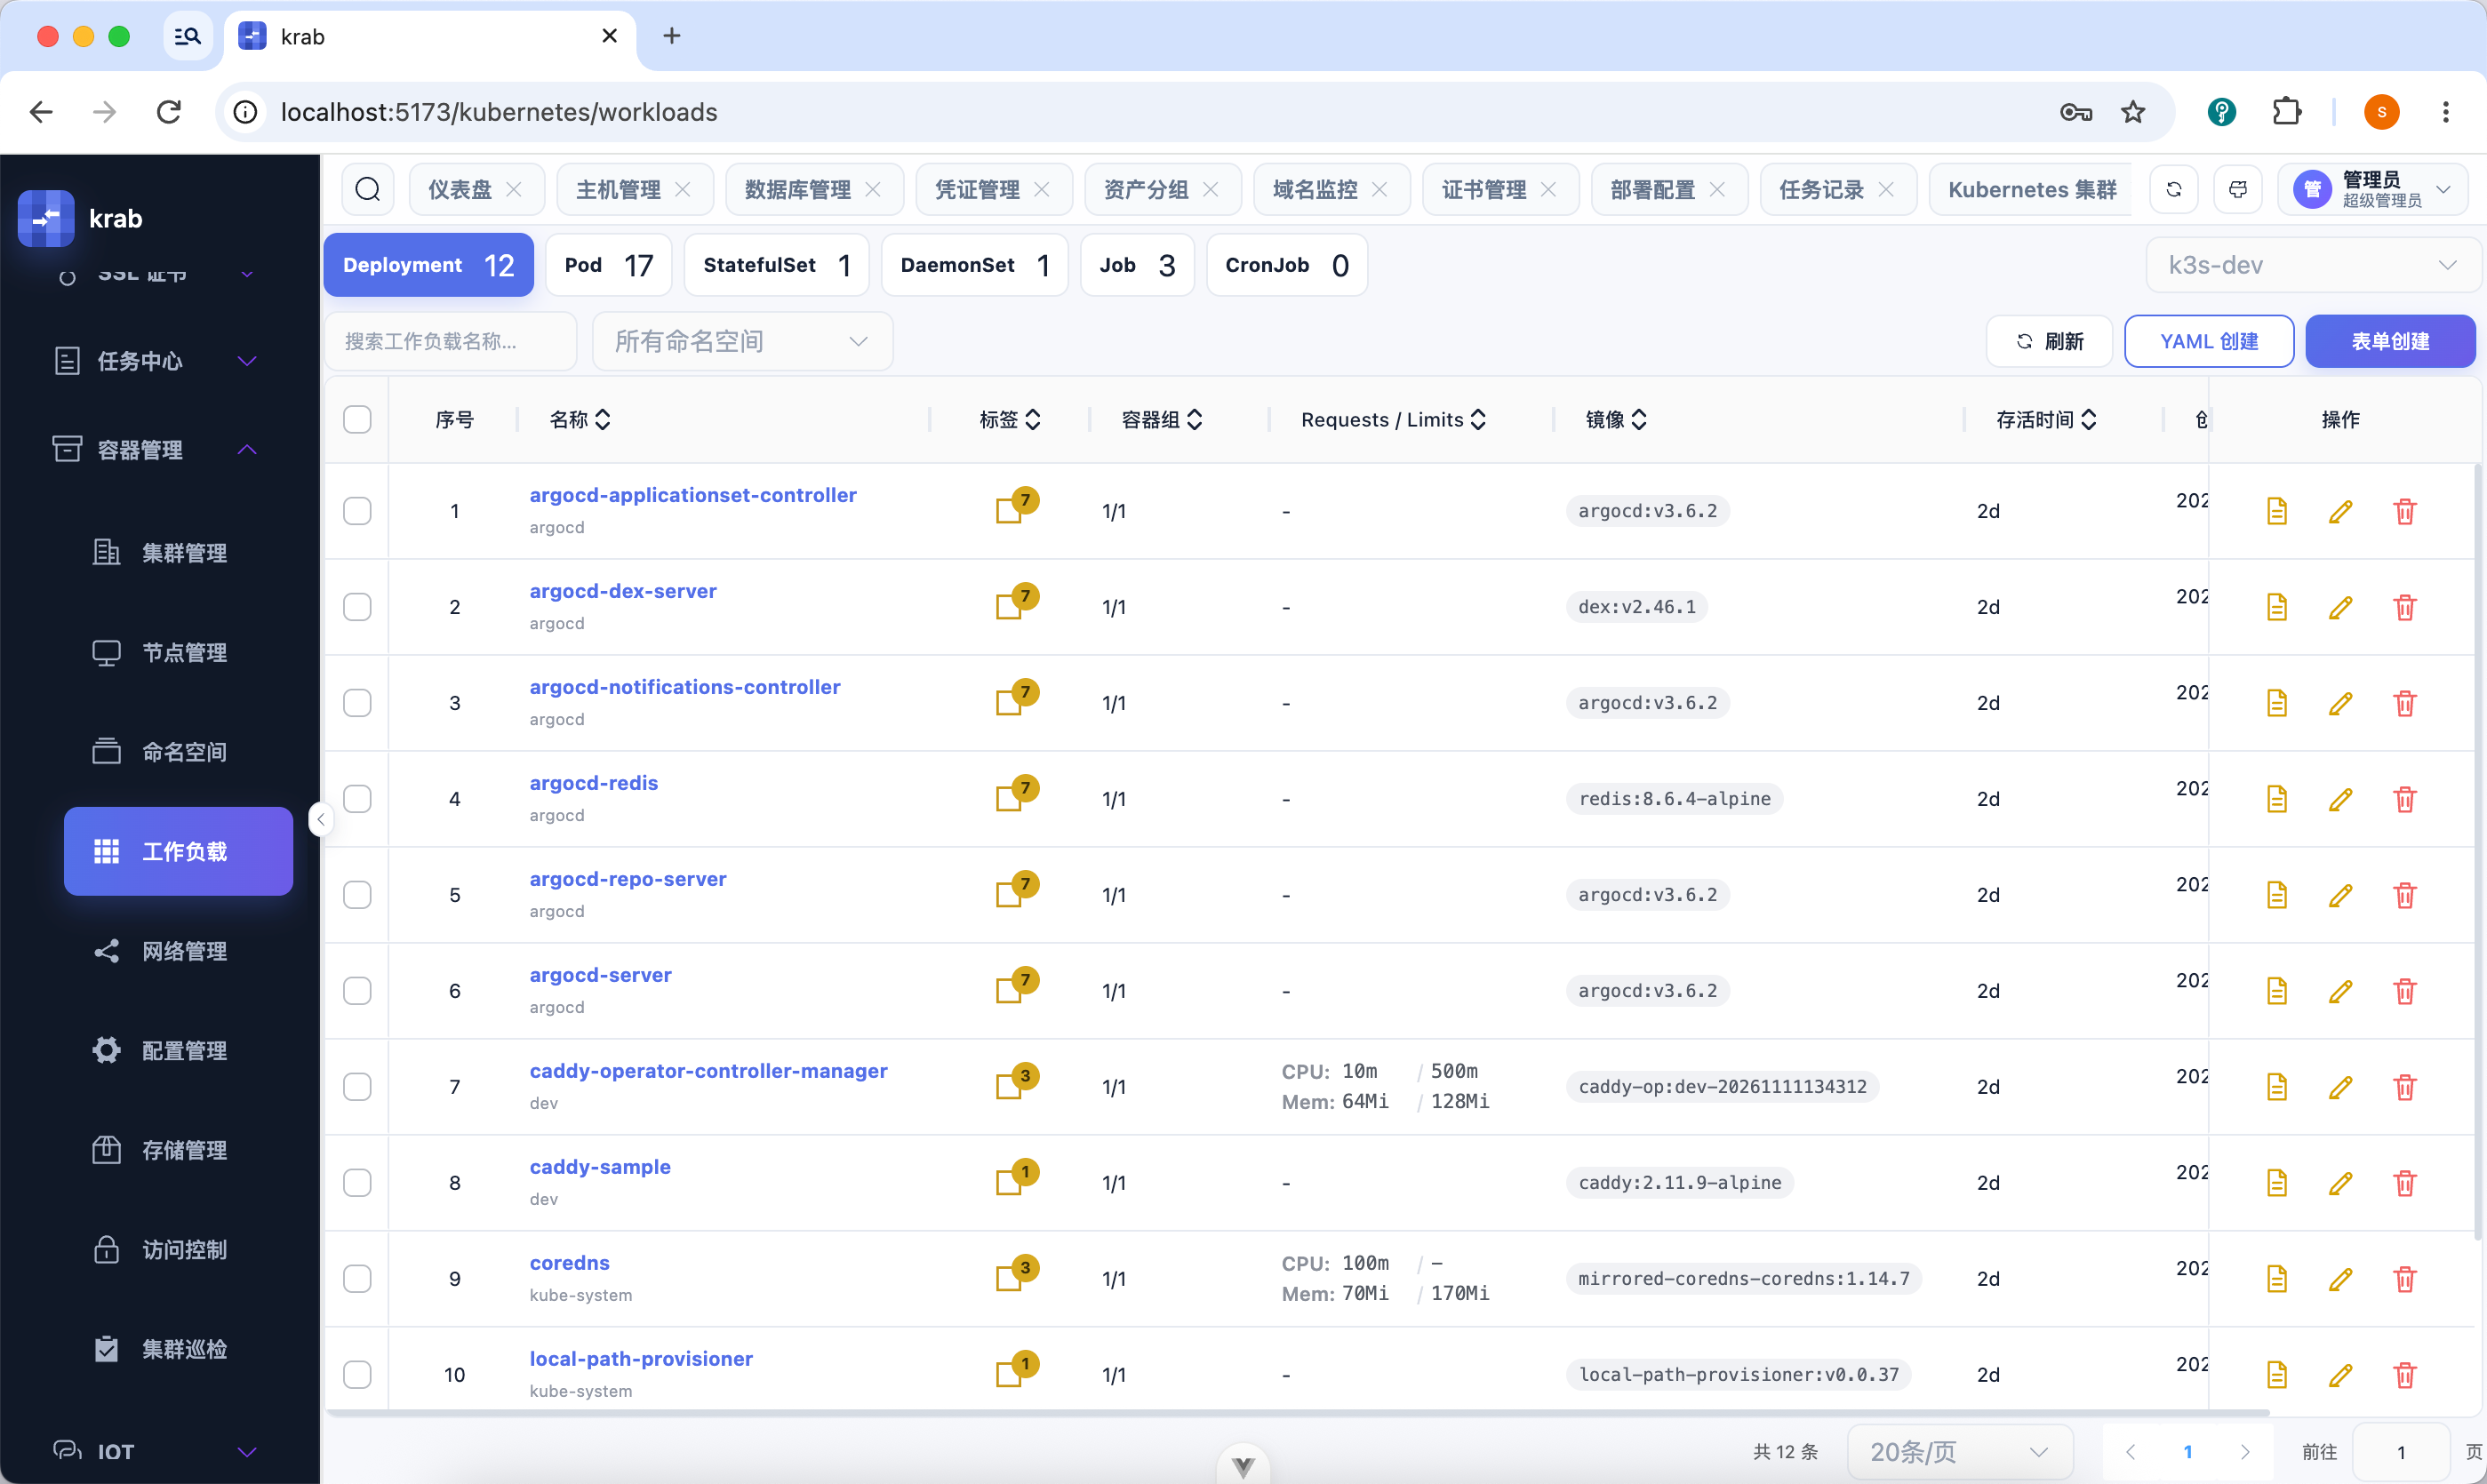 krab
localhost:5173/kubernetes/workloads
S
krab
SSL 证书
任务中心
容器管理
集群管理
节点管理
命名空间
工作负载
网络管理
配置管理
存储管理
访问控制
集群巡检
IOT
仪表盘
主机管理
数据库管理
凭证管理
资产分组
域名监控
证书管理
部署配置
任务记录
Kubernetes 集群
管
管理员
超级管理员
Deployment 12
Pod 17
StatefulSet 1
DaemonSet 1
Job 3
CronJob 0
k3s-dev
搜索工作负载名称...
所有命名空间
刷新
YAML 创建
表单创建
序号 名称 标签 容器组 Requests / Limits 镜像 存活时间 操作
1 argocd-applicationset-controller 7 1/1 - argocd:v3.6.2 2d 202
argocd
2 argocd-dex-server 7 1/1 - dex:v2.46.1 2d 202
argocd
3 argocd-notifications-controller 7 1/1 - argocd:v3.6.2 2d 202
argocd
4 argocd-redis 7 1/1 - redis:8.6.4-alpine 2d 202
argocd
5 argocd-repo-server 7 1/1 - argocd:v3.6.2 2d 202
argocd
6 argocd-server 7 1/1 - argocd:v3.6.2 2d 202
argocd
7 caddy-operator-controller-manager 3 1/1 CPU: 10m / 500m caddy-op:dev-20261111134312 2d 202
dev Mem: 64Mi / 128Mi
8 caddy-sample 1 1/1 - caddy:2.11.9-alpine 2d 202
dev
9 coredns 3 1/1 CPU: 100m / – mirrored-coredns-coredns:1.14.7 2d 202
kube-system Mem: 70Mi / 170Mi
10 local-path-provisioner 1 1/1 - local-path-provisioner:v0.0.37 2d 202
kube-system
共 12 条
20条/页
1
前往 1 页